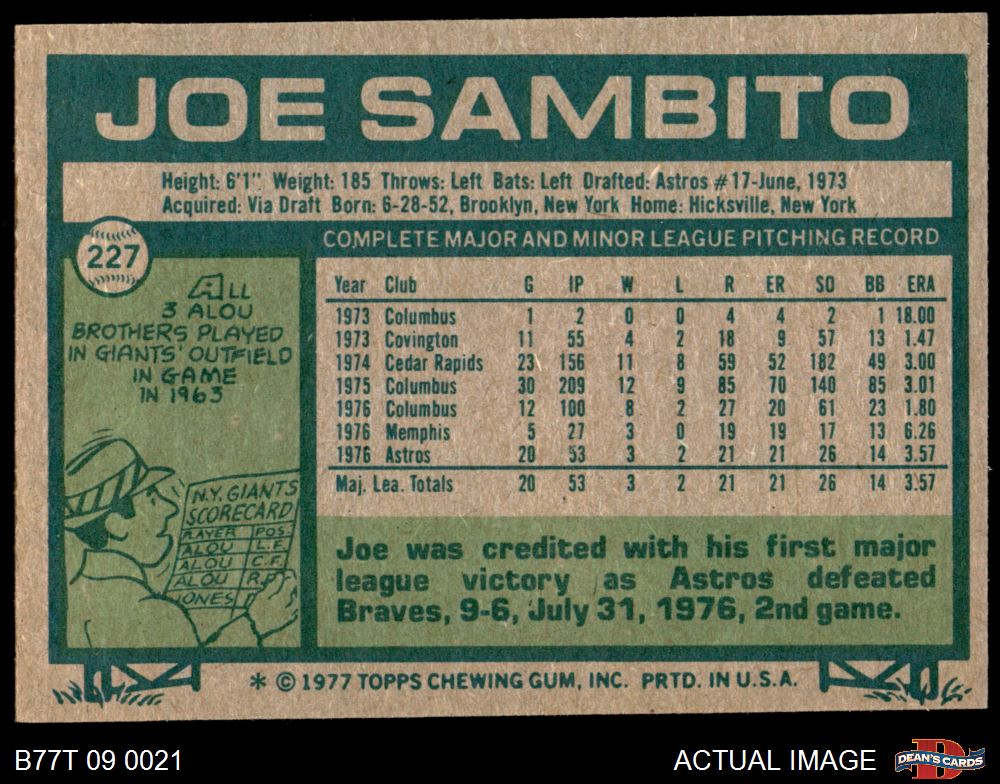 JOE SAMBITO
Height: 6'1" Weight: 185 Throws: Left Bats: Left Drafted: Astros #17-June, 1973
Acquired: Via Draft Born: 6-28-52, Brooklyn, New York Home: Hicksville, New York
227
COMPLETE MAJOR AND MINOR LEAGUE PITCHING RECORD
ALL
3 ALOU
BROTHERS PLAYED
IN GIANTS' OUTFIELD
IN GAME
IN 1963
N.Y. GIANTS
SCORECARD
PLAYER POS.
ALOU L.F.
ALOU C.F.
ALOU R.F.
JONES
Year Club G IP W L R ER SO BB ERA
1973 Columbus 1 2 0 0 4 4 2 1 18.00
1973 Covington 11 55 4 2 18 9 57 13 1.47
1974 Cedar Rapids 23 156 11 8 59 52 182 49 3.00
1975 Columbus 30 209 12 9 85 70 140 85 3.01
1976 Columbus 12 100 8 2 27 20 61 23 1.80
1976 Memphis 5 27 3 0 19 19 17 13 6.26
1976 Astros 20 53 3 2 21 21 26 14 3.57
Maj. Lea. Totals 20 53 3 2 21 21 26 14 3.57
Joe was credited with his first major
league victory as Astros defeated
Braves, 9-6, July 31, 1976, 2nd game.
* © 1977 TOPPS CHEWING GUM, INC. PRTD. IN U.S.A.
B77T 09 0021
ACTUAL IMAGE
DEAN'S CARDS